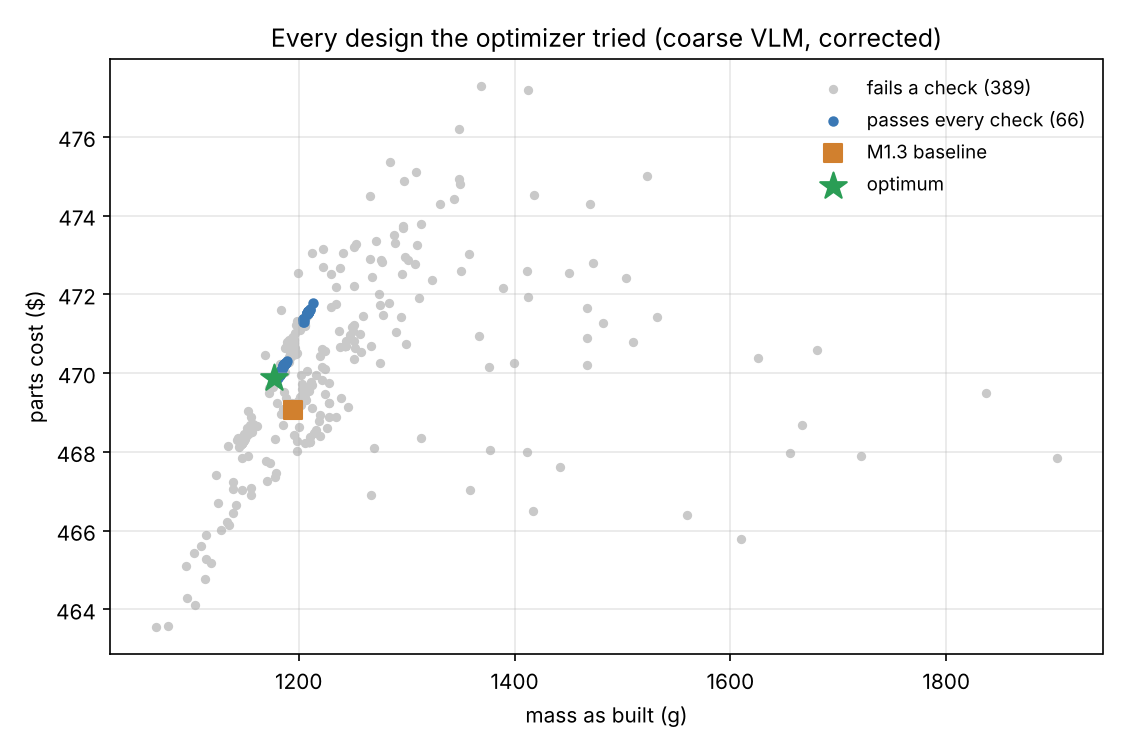 Every design the optimizer tried (coarse VLM, corrected)
fails a check (389)
passes every check (66)
M1.3 baseline
optimum
parts cost ($)
476
474
472
470
468
466
464
1200
1400
1600
1800
mass as built (g)